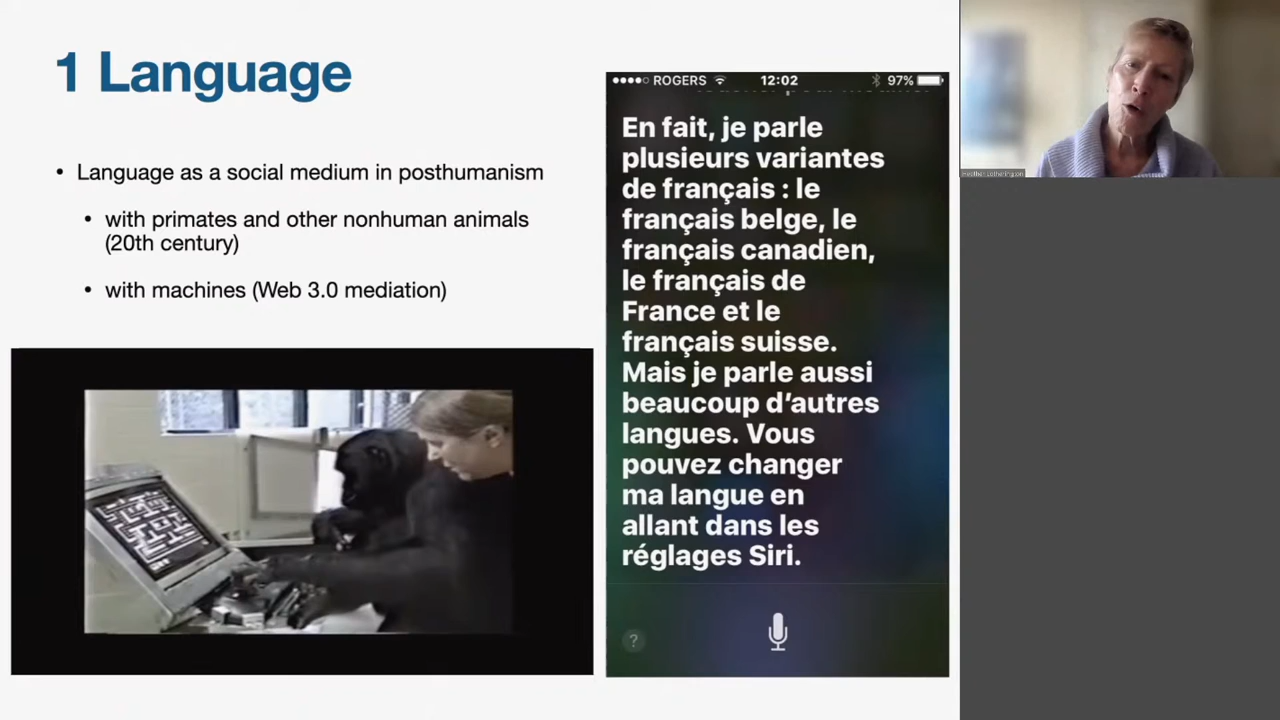 1 Language
• Language as a social medium in posthumanism
• with primates and other nonhuman animals
(20th century)
• with machines (Web 3.0 mediation)
ROGERS 12:02 97%
En fait, je parle
plusieurs variantes
de français : le
français belge, le
français canadien,
le français de
France et le
français suisse.
Mais je parle aussi
beaucoup d’autres
langues. Vous
pouvez changer
ma langue en
allant dans les
réglages Siri.
?
Heather Lotherington